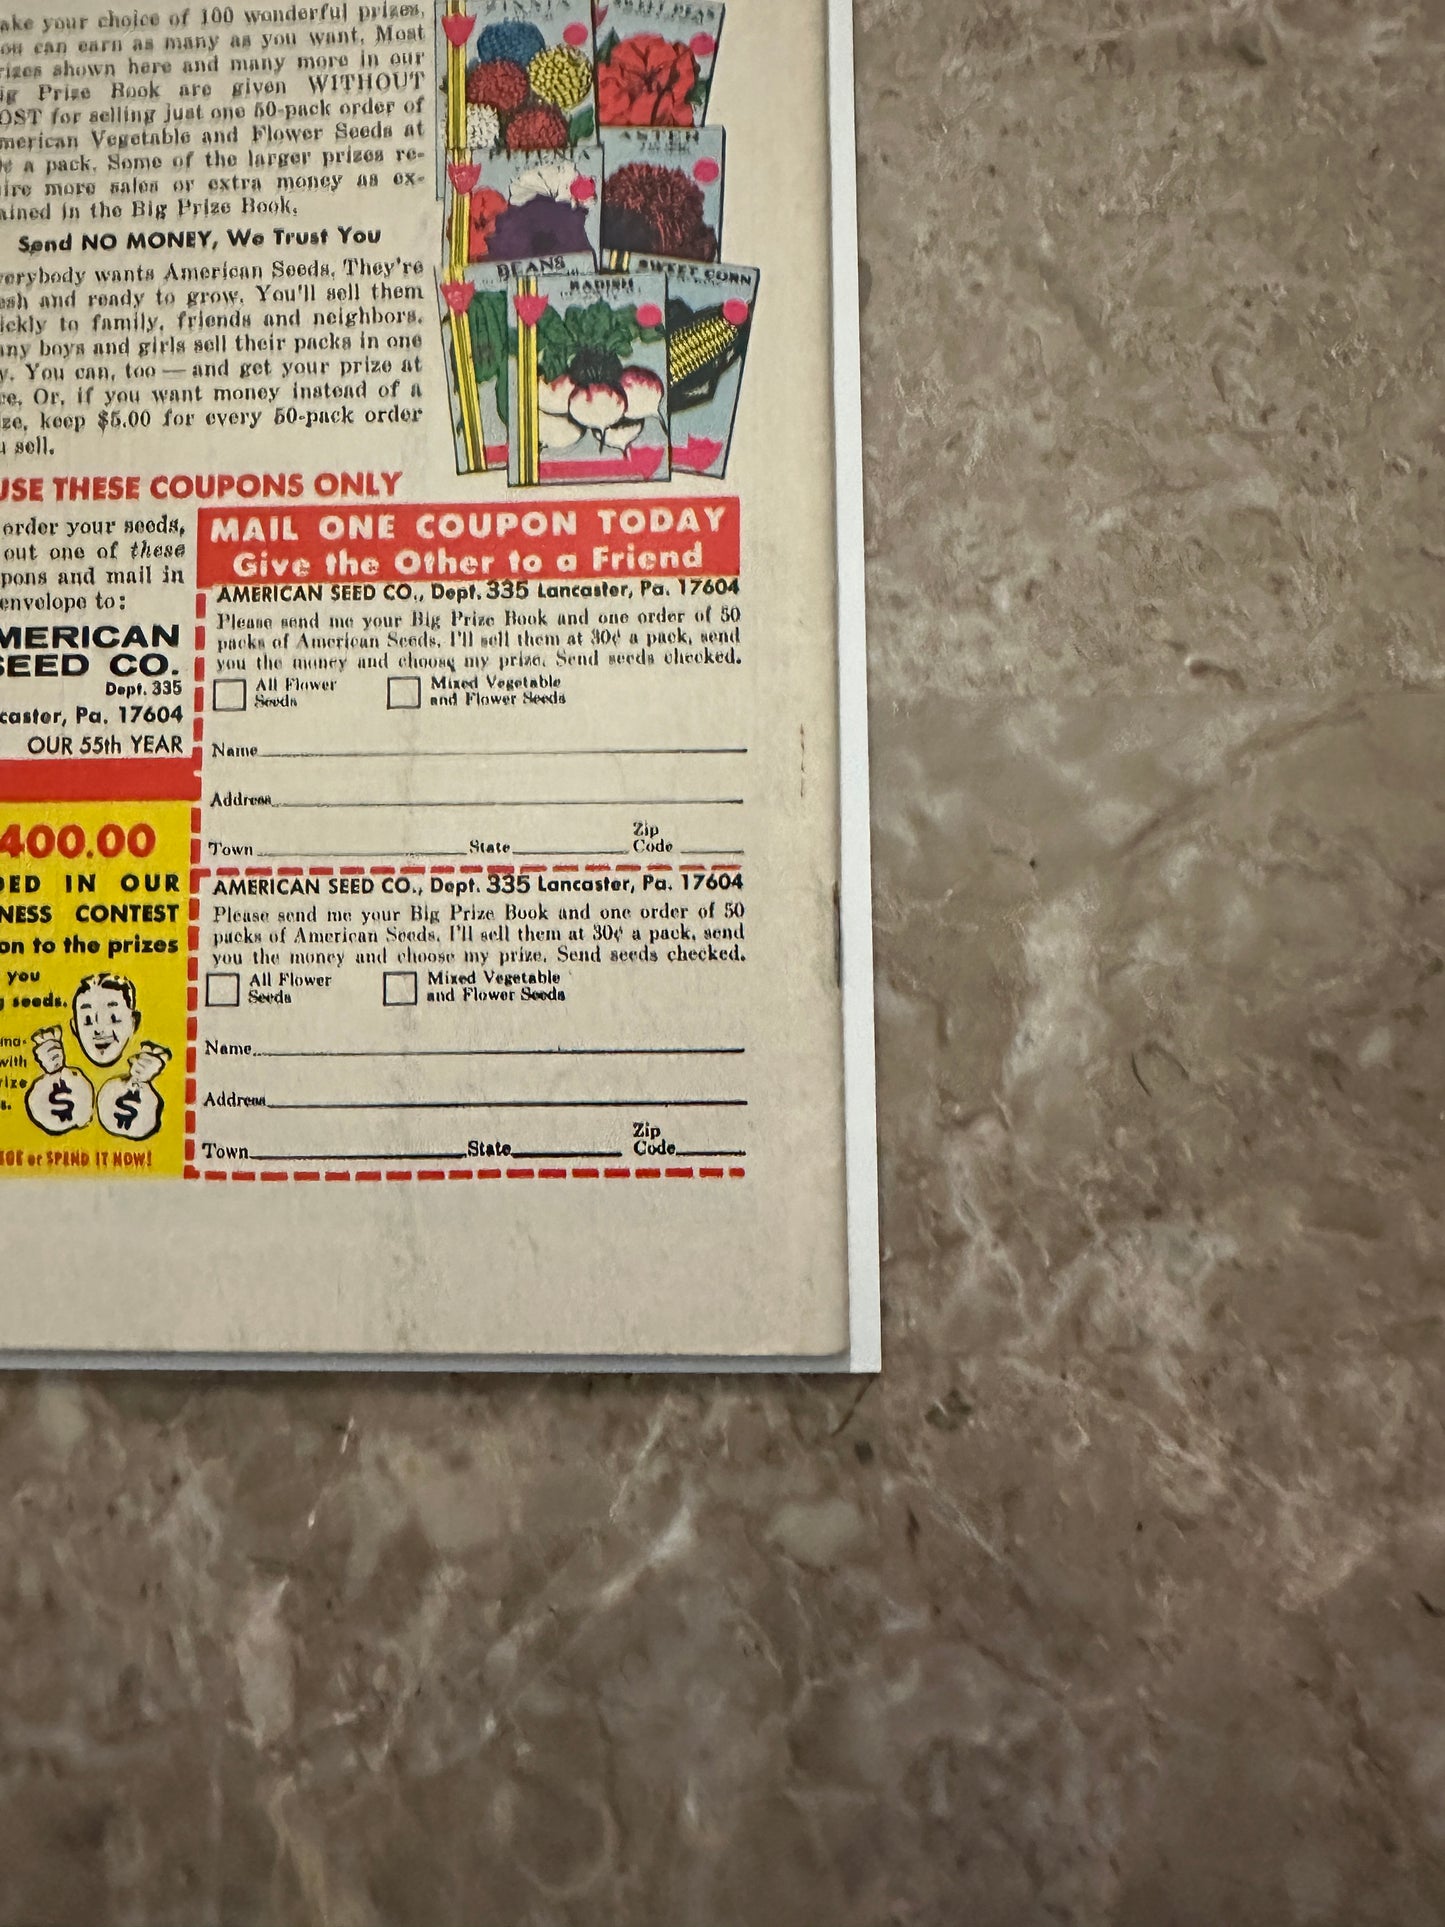 ake your choice of 100 wonderful prizes,
ou can earn as many as you want. Most
rizes shown here and many more in our
ig Prize Book are given WITHOUT
OST for selling just one 50-pack order of
merican Vegetable and Flower Seeds at
a pack. Some of the larger prizes re-
ire more sales or extra money as ex-
ained in the Big Prize Book.
Send NO MONEY, We Trust You
verybody wants American Seeds. They're
esh and ready to grow. You'll sell them
ickly to family, friends and neighbors.
any boys and girls sell their packs in one
y. You can, too — and get your prize at
ce. Or, if you want money instead of a
ize, keep $5.00 for every 50-pack order
u sell.
ZINNIA
SWEET PEAS
PETUNIA
ASTER
BEANS
RADISH
SWEET CORN
USE THESE COUPONS ONLY
order your seeds,
out one of these
pons and mail in
envelope to:
MERICAN
SEED CO.
Dept. 335
caster, Pa. 17604
OUR 55th YEAR
400.00
DED IN OUR
NESS CONTEST
on to the prizes
you
g seeds.
ma-
with
rize
s.
or SPEND IT NOW!
MAIL ONE COUPON TODAY
Give the Other to a Friend
AMERICAN SEED CO., Dept. 335 Lancaster, Pa. 17604
Please send me your Big Prize Book and one order of 50
packs of American Seeds. I'll sell them at 30¢ a pack, send
you the money and choose my prize. Send seeds checked.
All Flower Seeds
Mixed Vegetable and Flower Seeds
Name
Address
Town State Zip Code
AMERICAN SEED CO., Dept. 335 Lancaster, Pa. 17604
Please send me your Big Prize Book and one order of 50
packs of American Seeds. I'll sell them at 30¢ a pack, send
you the money and choose my prize. Send seeds checked.
All Flower Seeds
Mixed Vegetable and Flower Seeds
Name
Address
Town State Zip Code